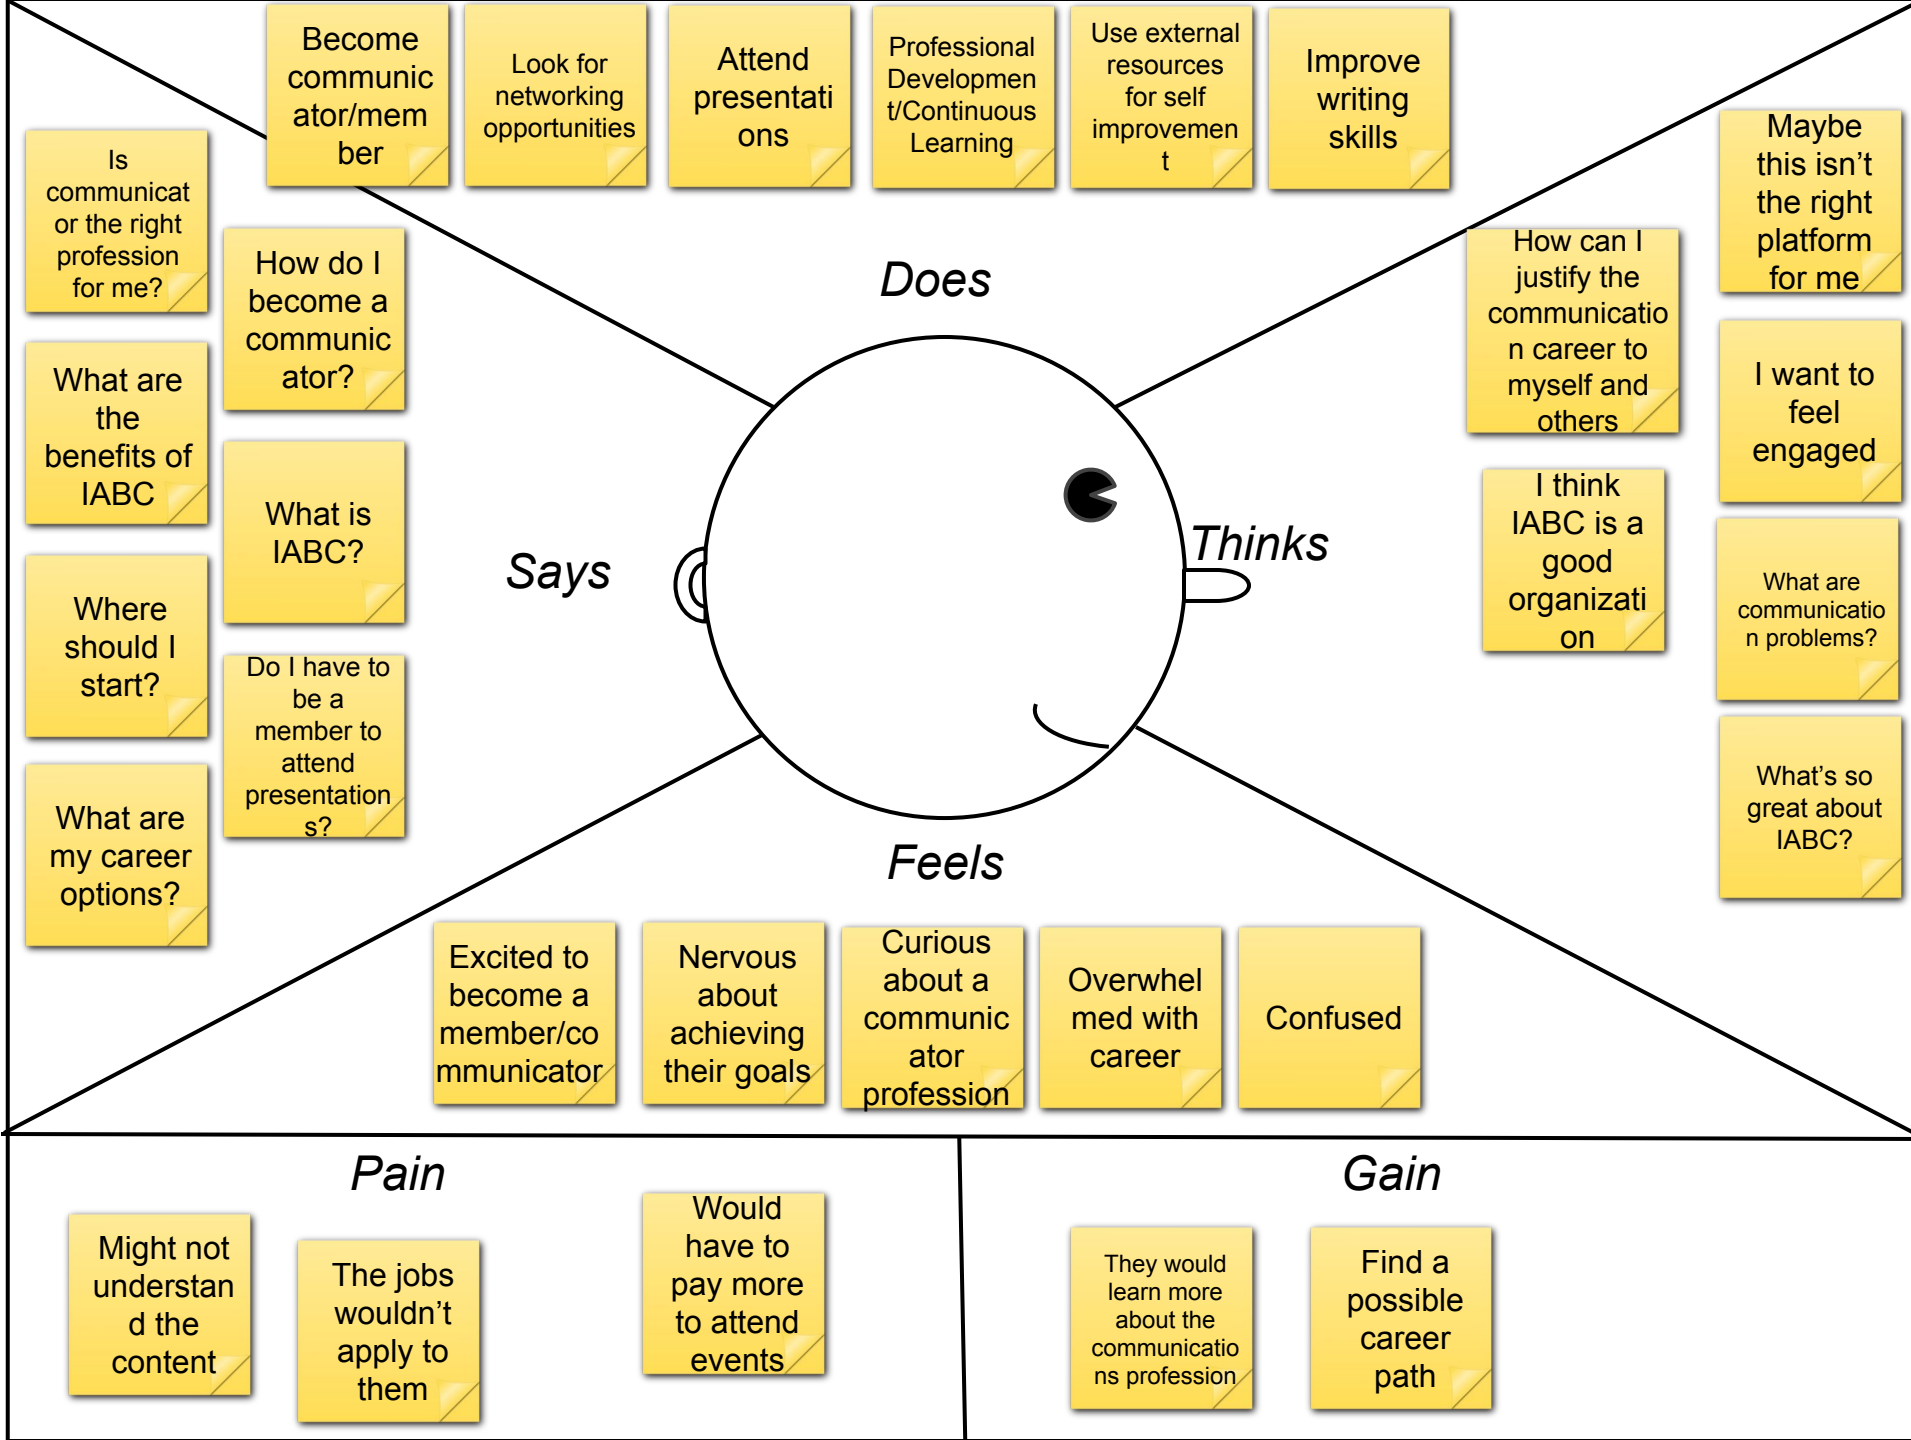 Become
communic
ator/mem
ber
Look for
networking
opportunities
Attend
presentati
ons
Professional
Developmen
t/Continuous
Learning
Use external
resources
for self
improvemen
t
Improve
writing
skills
Does
Is
communicat
or the right
profession
for me?
How do I
become a
communic
ator?
What are
the
benefits of
IABC
What is
IABC?
Where
should I
start?
Do I have to
be a
member to
attend
presentation
s?
What are
my career
options?
Says
Thinks
How can I
justify the
communicatio
n career to
myself and
others
Maybe
this isn't
the right
platform
for me
I want to
feel
engaged
I think
IABC is a
good
organizati
on
What are
communicatio
n problems?
What's so
great about
IABC?
Feels
Excited to
become a
member/co
mmunicator
Nervous
about
achieving
their goals
Curious
about a
communic
ator
profession
Overwhel
med with
career
Confused
Pain
Might not
understan
d the
content
The jobs
wouldn't
apply to
them
Would
have to
pay more
to attend
events
Gain
They would
learn more
about the
communicatio
ns profession
Find a
possible
career
path